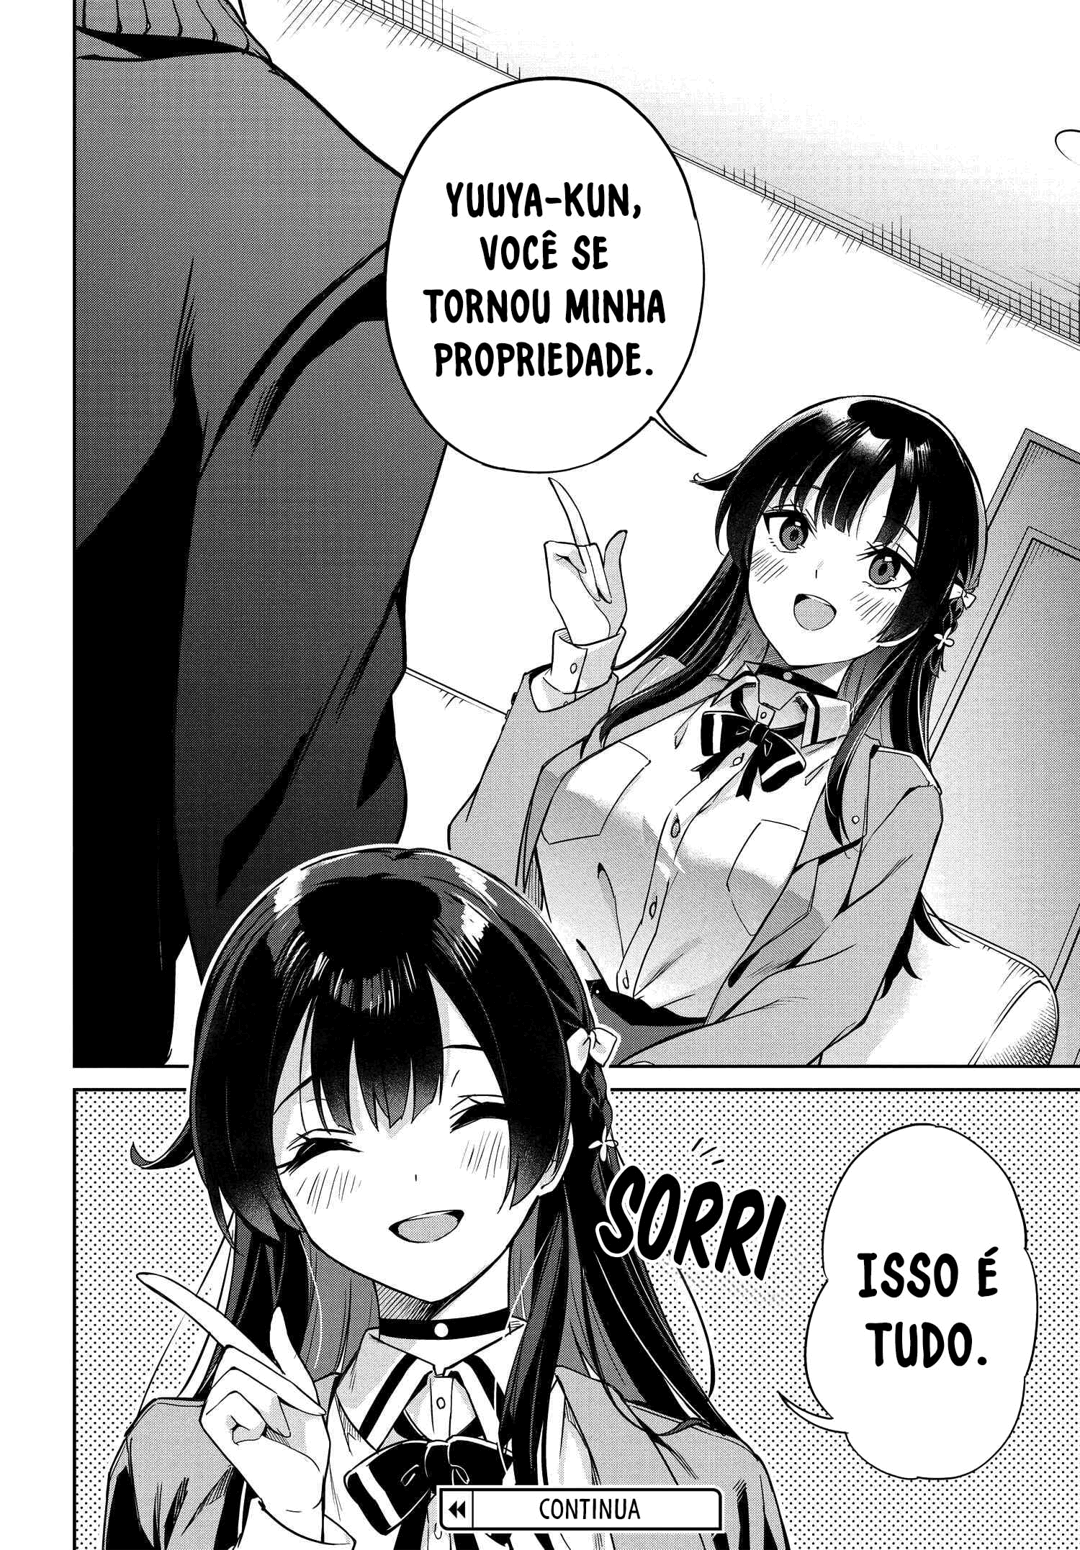 YUUYA-KUN,
VOCÊ SE
TORNOU MINHA
PROPRIEDADE.
SORRI
ISSO É
TUDO.
CONTINUA